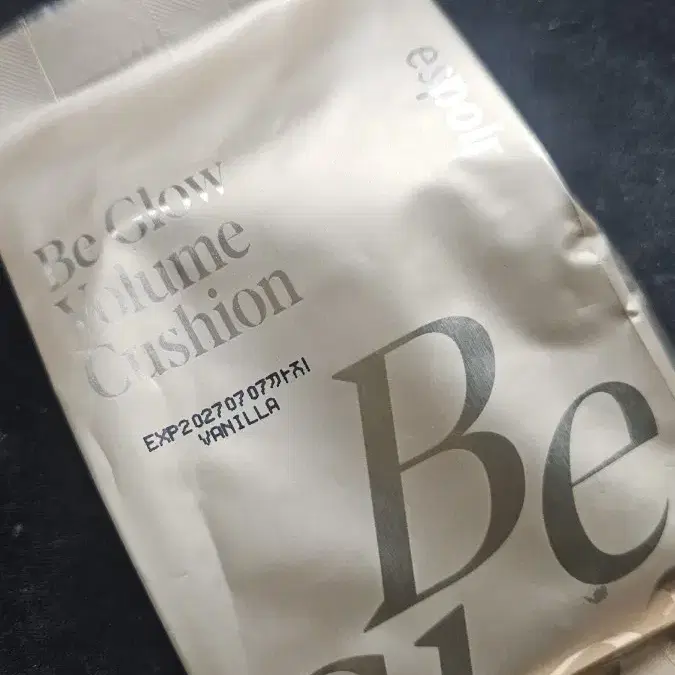 espoir
Be Glow
Volume
Cushion
EXP20270707까지
VANILLA
Be